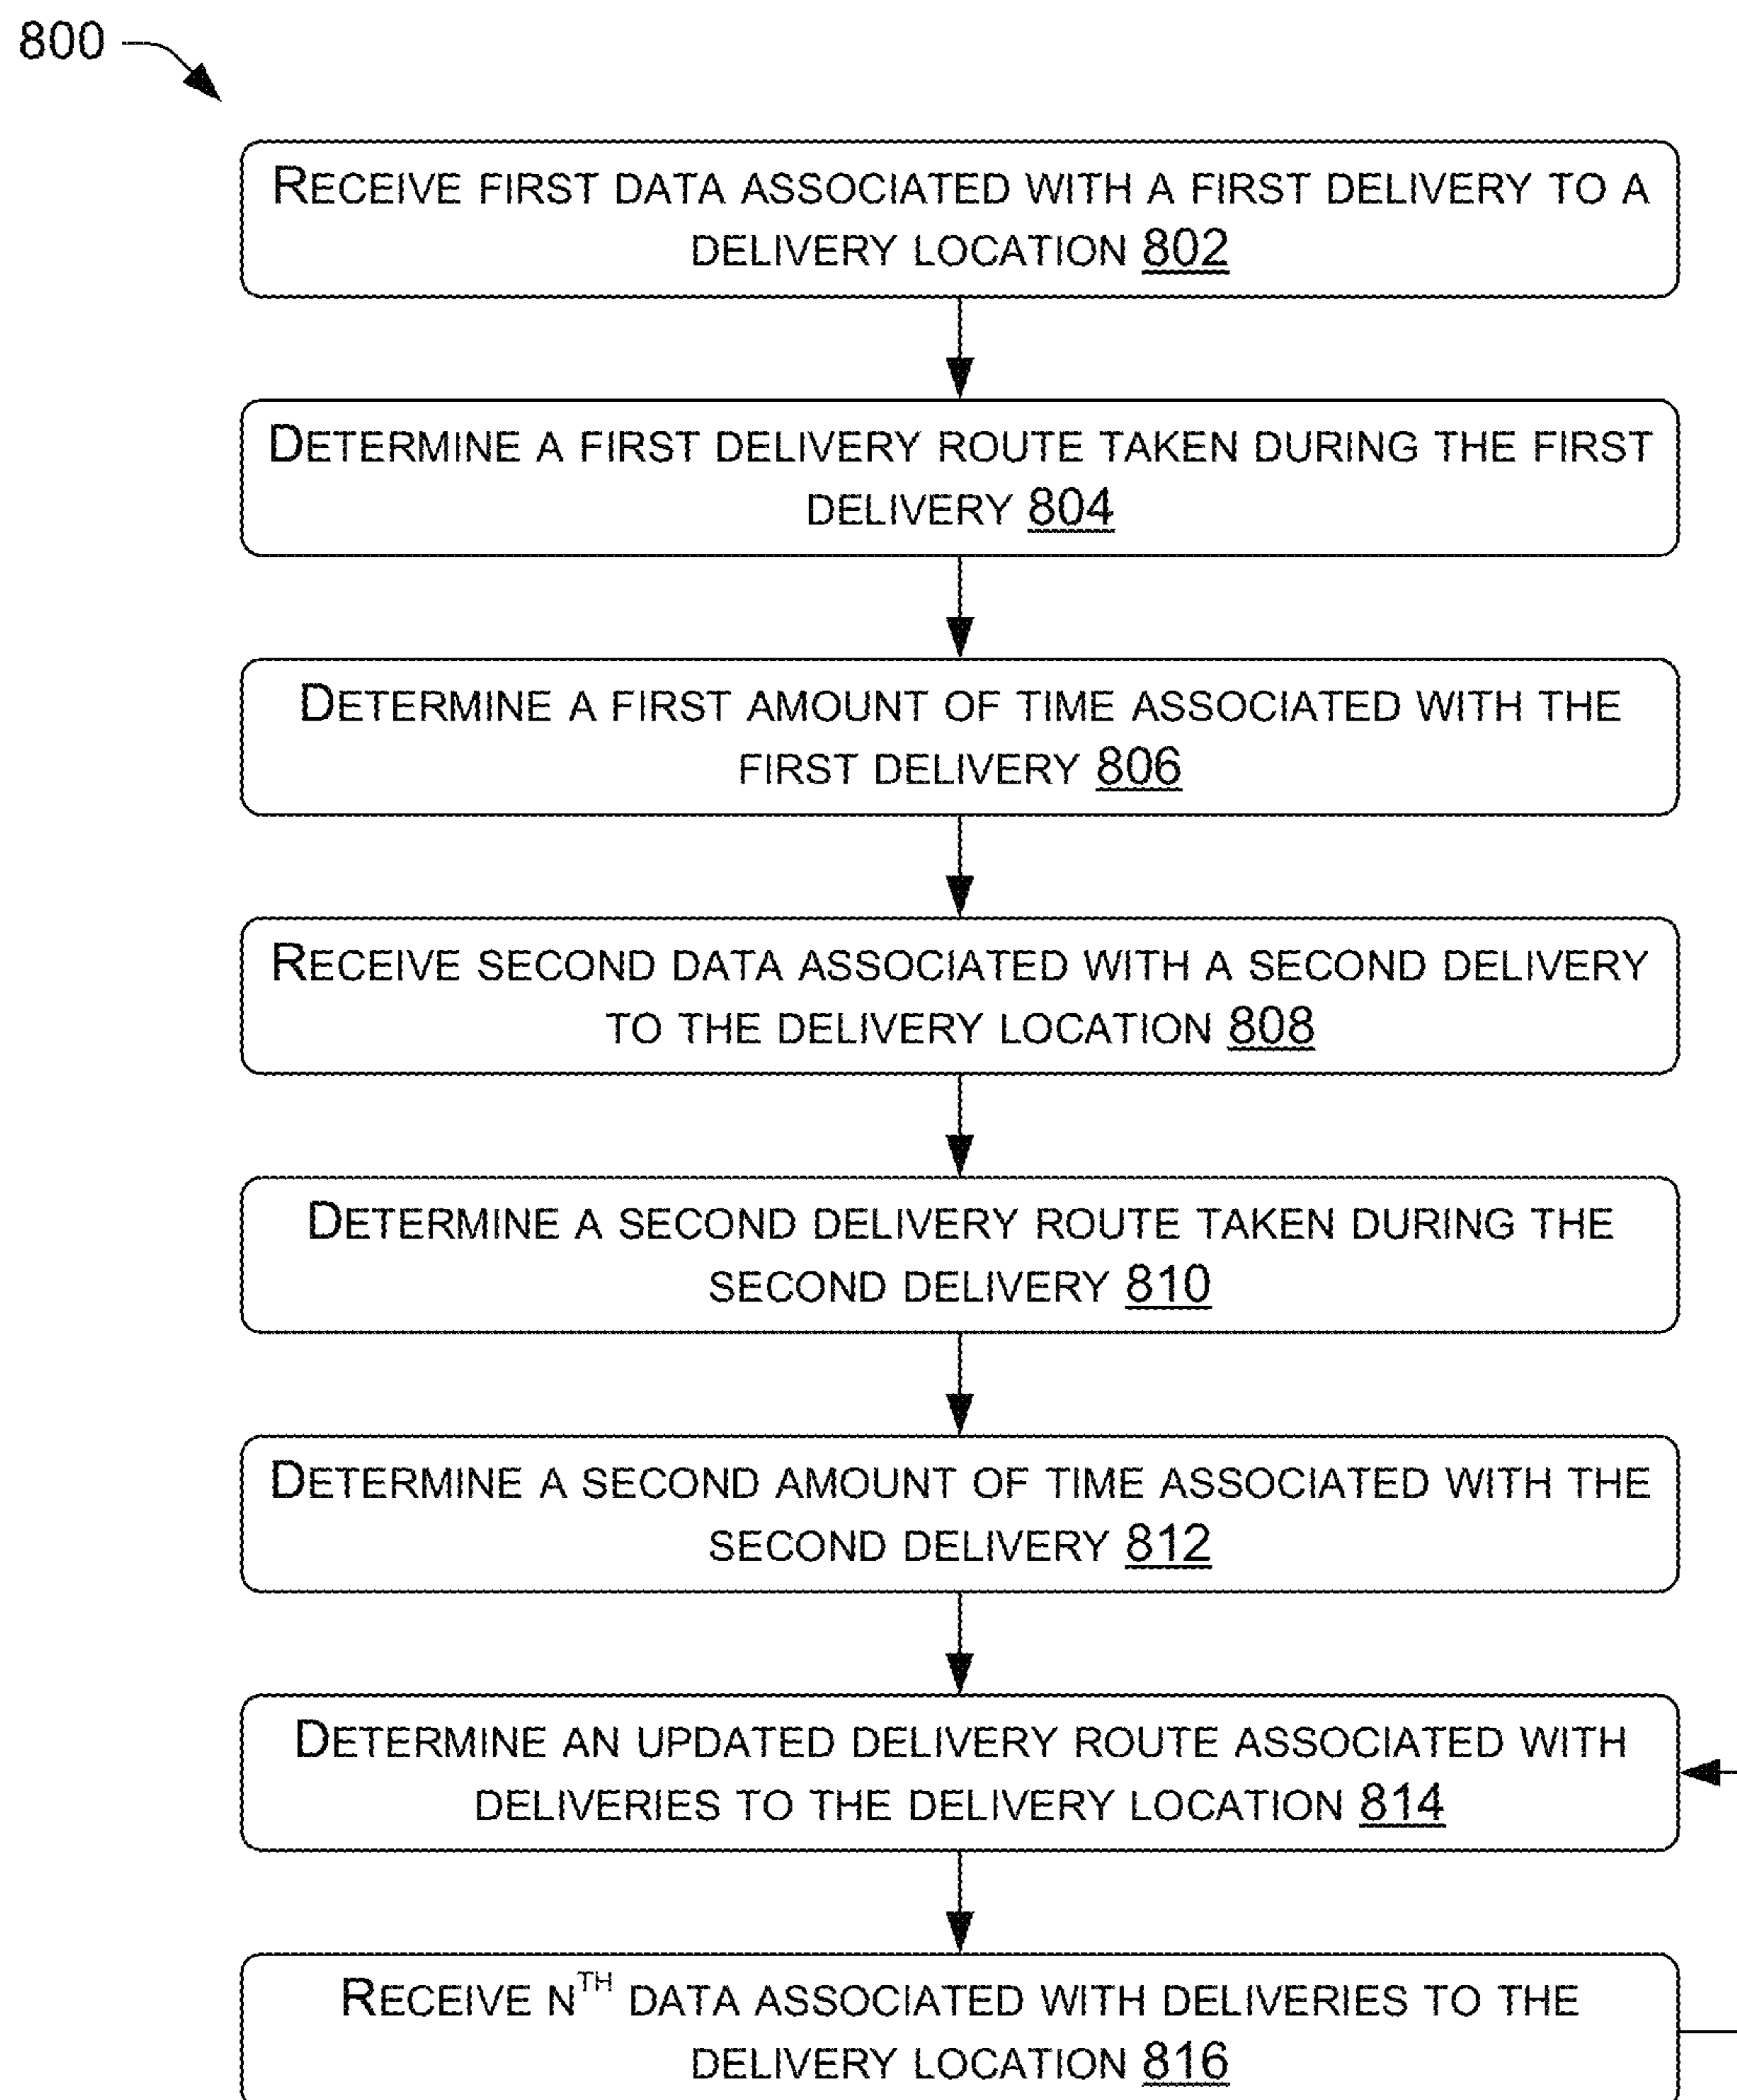 800
RECEIVE FIRST DATA ASSOCIATED WITH A FIRST DELIVERY TO A
DELIVERY LOCATION 802
DETERMINE A FIRST DELIVERY ROUTE TAKEN DURING THE FIRST
DELIVERY 804
DETERMINE A FIRST AMOUNT OF TIME ASSOCIATED WITH THE
FIRST DELIVERY 806
RECEIVE SECOND DATA ASSOCIATED WITH A SECOND DELIVERY
TO THE DELIVERY LOCATION 808
DETERMINE A SECOND DELIVERY ROUTE TAKEN DURING THE
SECOND DELIVERY 810
DETERMINE A SECOND AMOUNT OF TIME ASSOCIATED WITH THE
SECOND DELIVERY 812
DETERMINE AN UPDATED DELIVERY ROUTE ASSOCIATED WITH
DELIVERIES TO THE DELIVERY LOCATION 814
RECEIVE NTH DATA ASSOCIATED WITH DELIVERIES TO THE
DELIVERY LOCATION 816